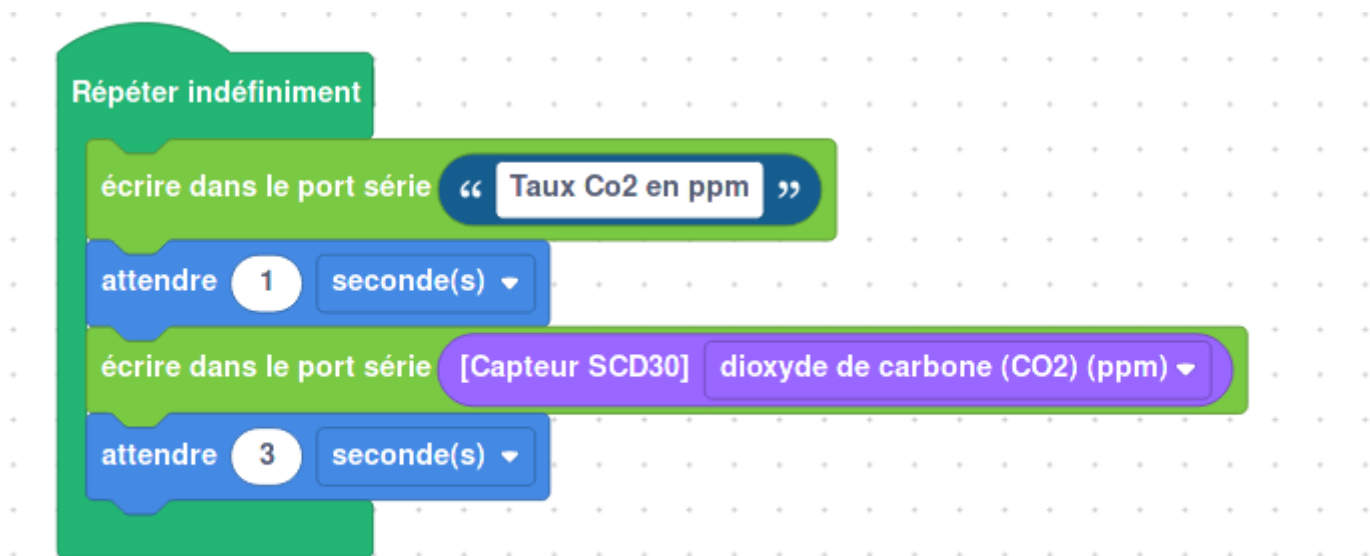 Répéter indéfiniment
écrire dans le port série “ Taux Co2 en ppm ”
attendre 1 seconde(s)
écrire dans le port série [Capteur SCD30] dioxyde de carbone (CO2) (ppm)
attendre 3 seconde(s)